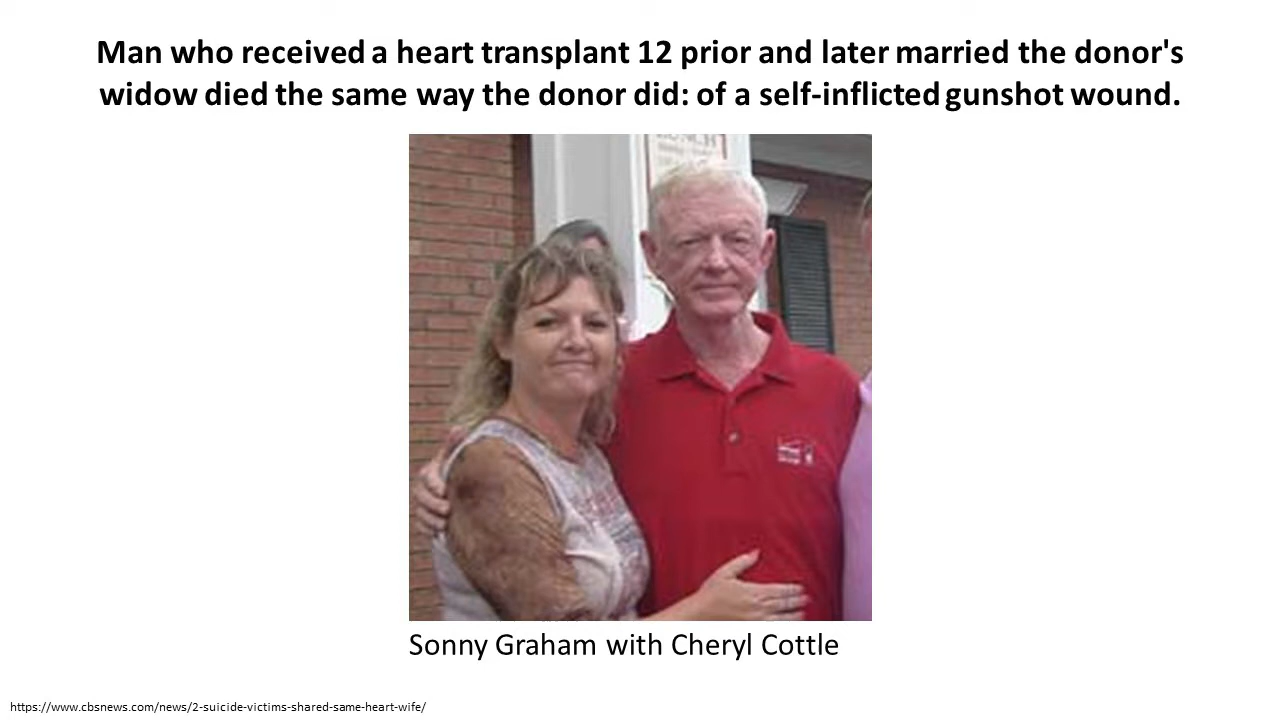 Man who received a heart transplant 12 prior and later married the donor's
widow died the same way the donor did: of a self-inflicted gunshot wound.
Sonny Graham with Cheryl Cottle
https://www.cbsnews.com/news/2-suicide-victims-shared-same-heart-wife/